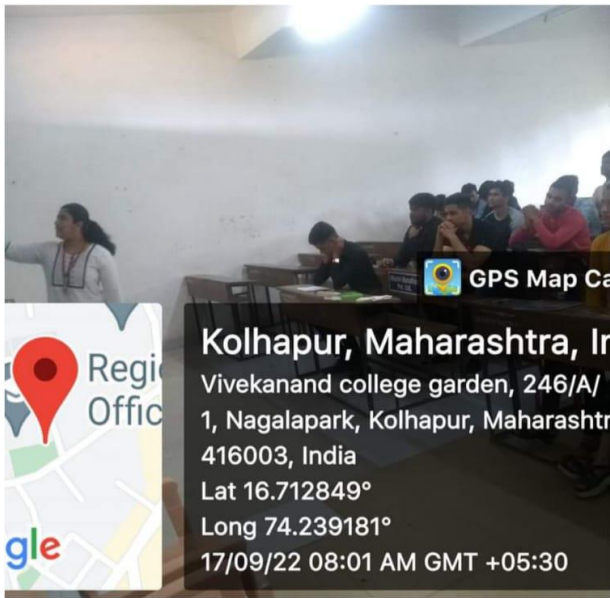 GPS Map Ca
Kolhapur, Maharashtra, In
Vivekanand college garden, 246/A/
1, Nagalapark, Kolhapur, Maharashtr
416003, India
Lat 16.712849°
Long 74.239181°
17/09/22 08:01 AM GMT +05:30
Regi
Offic
gle